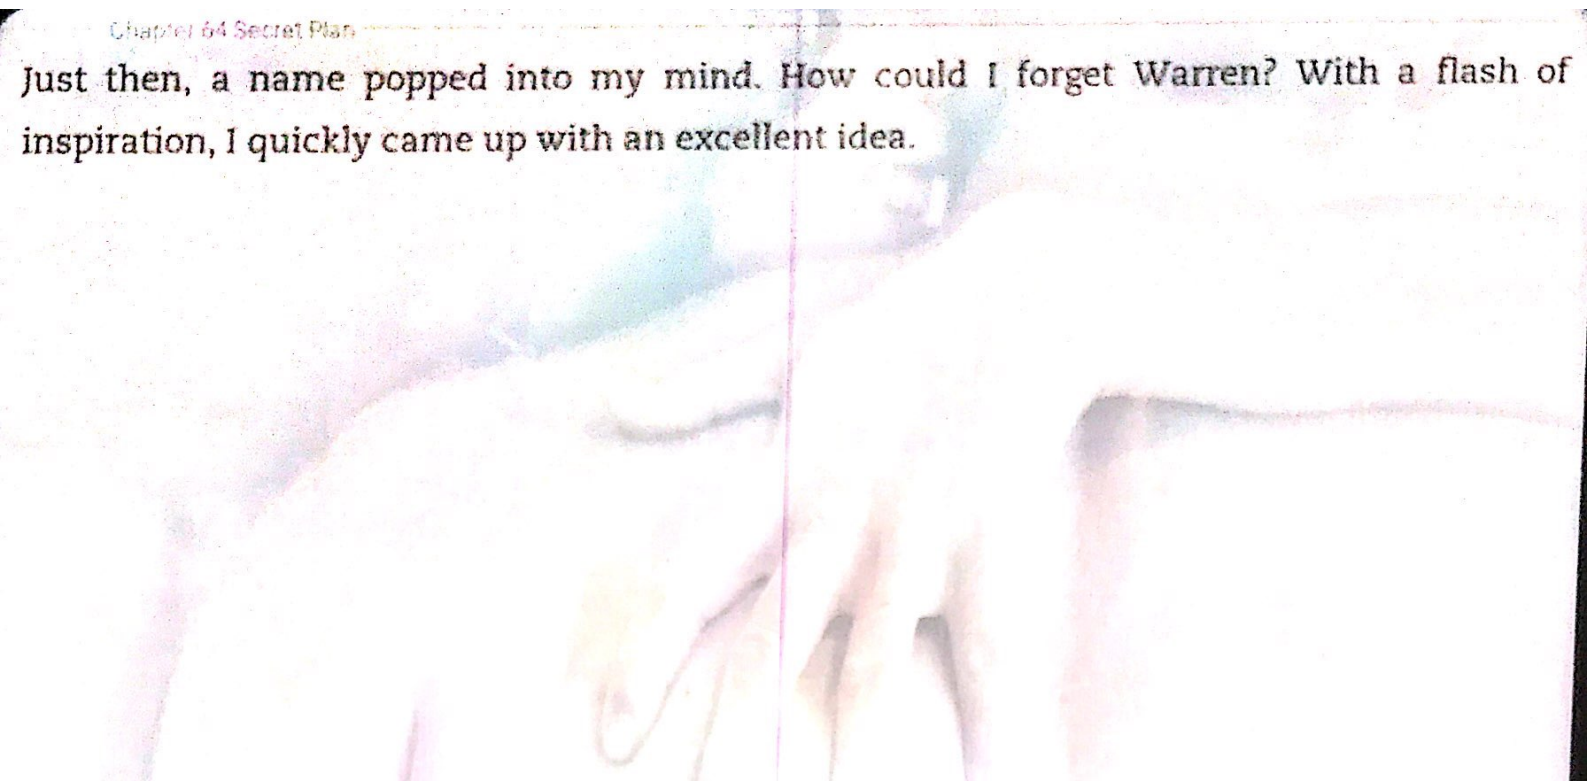 Chapter 64 Secret Plan
Just then, a name popped into my mind. How could I forget Warren? With a flash of
inspiration, I quickly came up with an excellent idea.